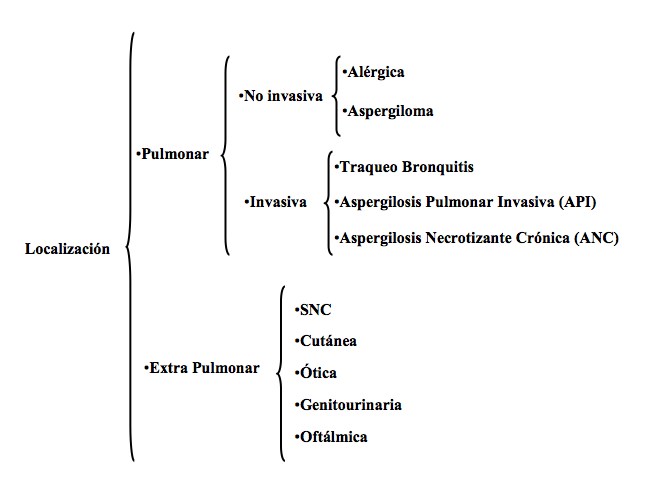 Localización
•Pulmonar
•No invasiva
•Alérgica
•Aspergiloma
•Invasiva
•Traqueo Bronquitis
•Aspergilosis Pulmonar Invasiva (API)
•Aspergilosis Necrotizante Crónica (ANC)
•Extra Pulmonar
•SNC
•Cutánea
•Ótica
•Genitourinaria
•Oftálmica